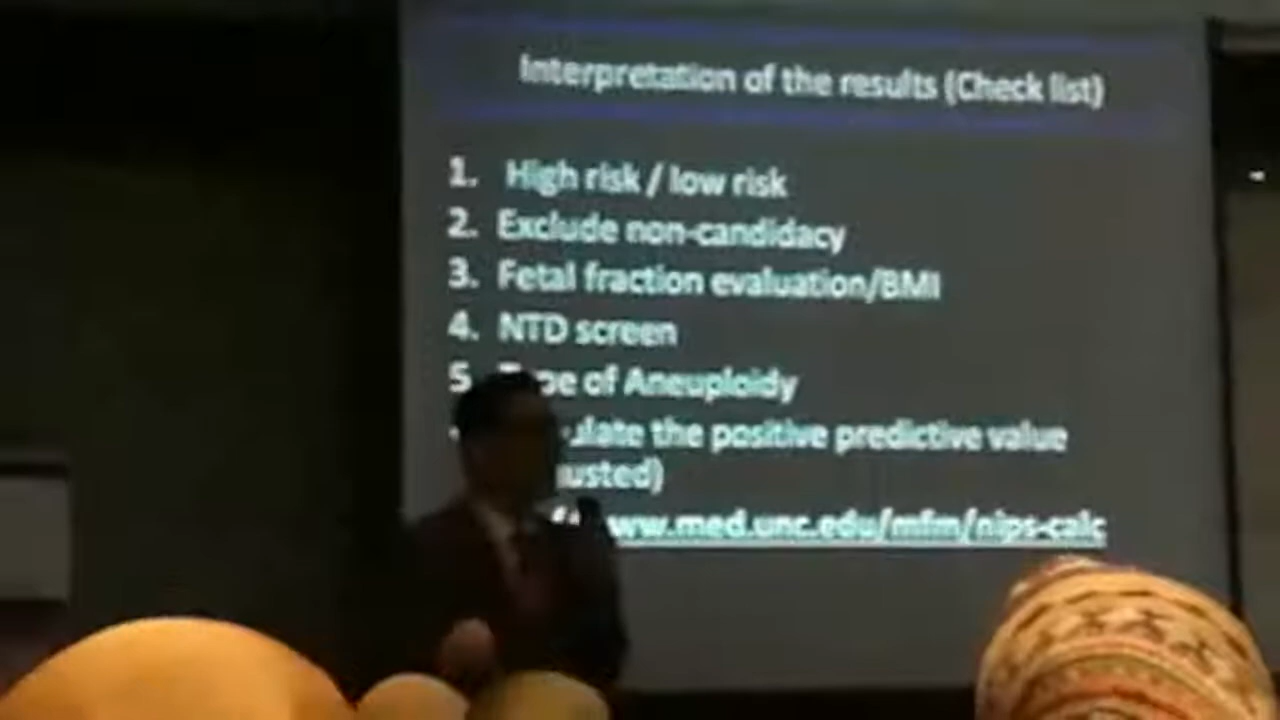 Interpretation of the results (Check list)
1. High risk / low risk
2. Exclude non-candidacy
3. Fetal fraction evaluation/BMI
4. NTD screen
5 of Aneuploidy
the positive predictive value
www.med.unc.edu/mfm/nips-calc